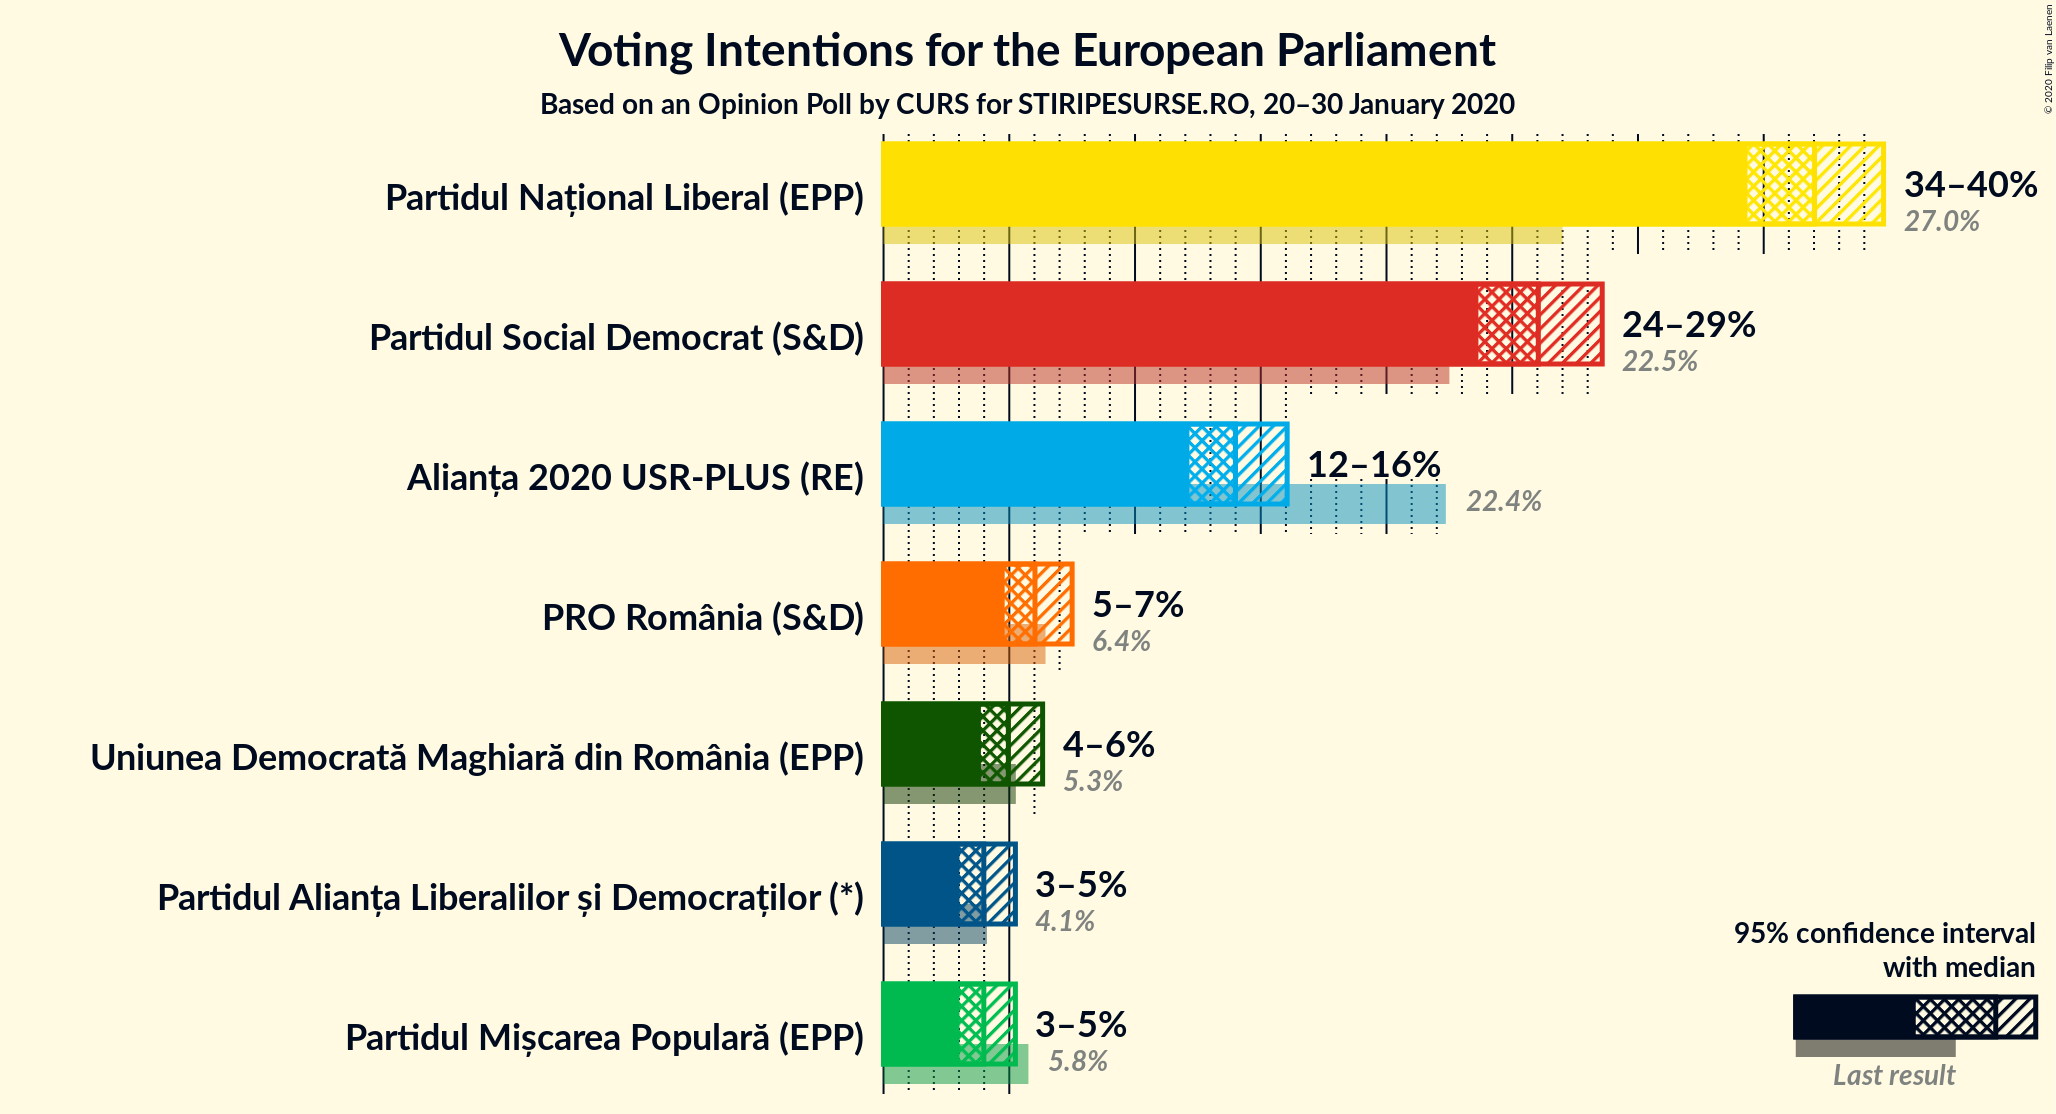 Voting Intentions for the European Parliament
Based on an Opinion Poll by CURS for STIRIPESURSE.RO, 20–30 January 2020
© 2020 Filip van Laenen
Partidul Național Liberal (EPP)
34–40%
27.0%
Partidul Social Democrat (S&D)
24–29%
22.5%
Alianța 2020 USR-PLUS (RE)
12–16%
22.4%
PRO România (S&D)
5–7%
6.4%
Uniunea Democrată Maghiară din România (EPP)
4–6%
5.3%
Partidul Alianța Liberalilor și Democraților (*)
3–5%
4.1%
Partidul Mișcarea Populară (EPP)
3–5%
5.8%
95% confidence interval
with median
Last result